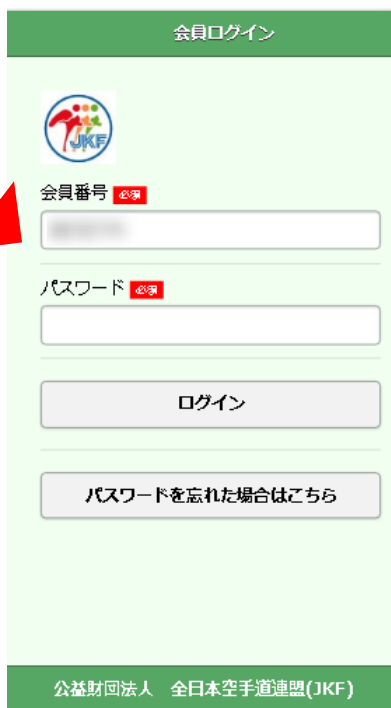 会員ログイン
JKF
会員番号 必須
パスワード 必須
ログイン
パスワードを忘れた場合はこちら
公益財団法人　全日本空手道連盟(JKF)